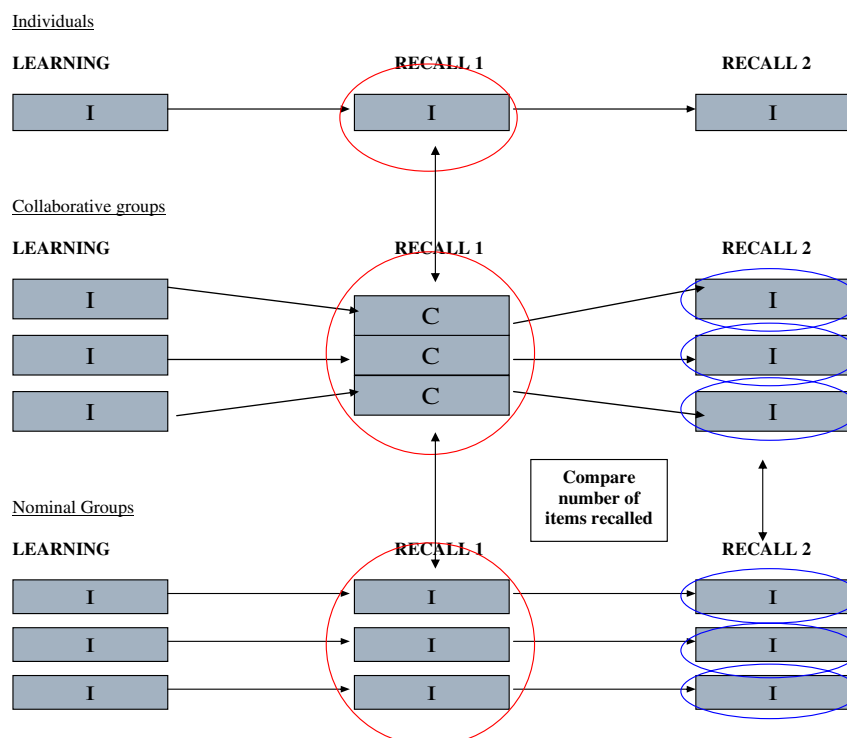 Individuals
LEARNING RECALL 1 RECALL 2
I I I
Collaborative groups
LEARNING RECALL 1 RECALL 2
I C I
I C I
I C I
Compare
number of
items recalled
Nominal Groups
LEARNING RECALL 1 RECALL 2
I I I
I I I
I I I